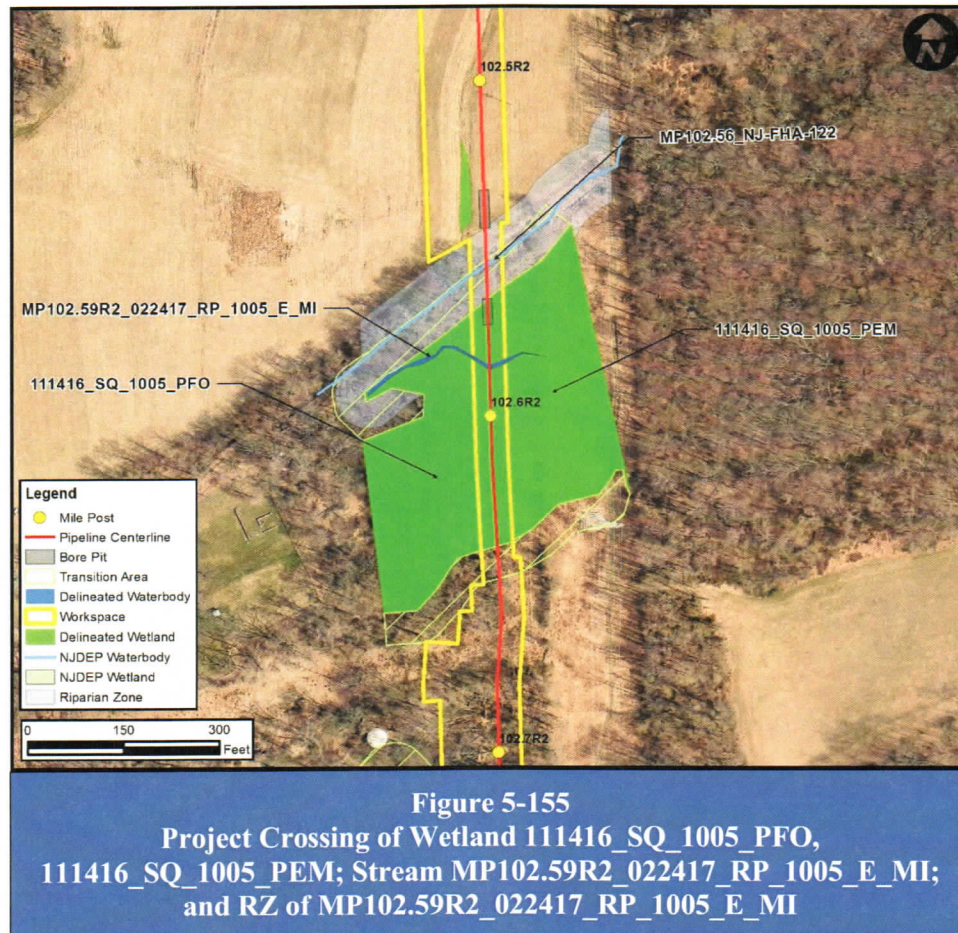 N
102.5R2
MP102.56_NJ-FHA-122
MP102.59R2_022417_RP_1005_E_MI
111416_SQ_1005_PEM
111416_SQ_1005_PFO
102.6R2
Legend
Mile Post
Pipeline Centerline
Bore Pit
Transition Area
Delineated Waterbody
Workspace
Delineated Wetland
NJDEP Waterbody
NJDEP Wetland
Riparian Zone
0 150 300
Feet
102.7R2
Figure 5-155
Project Crossing of Wetland 111416_SQ_1005_PFO,
111416_SQ_1005_PEM; Stream MP102.59R2_022417_RP_1005_E_MI;
and RZ of MP102.59R2_022417_RP_1005_E_MI